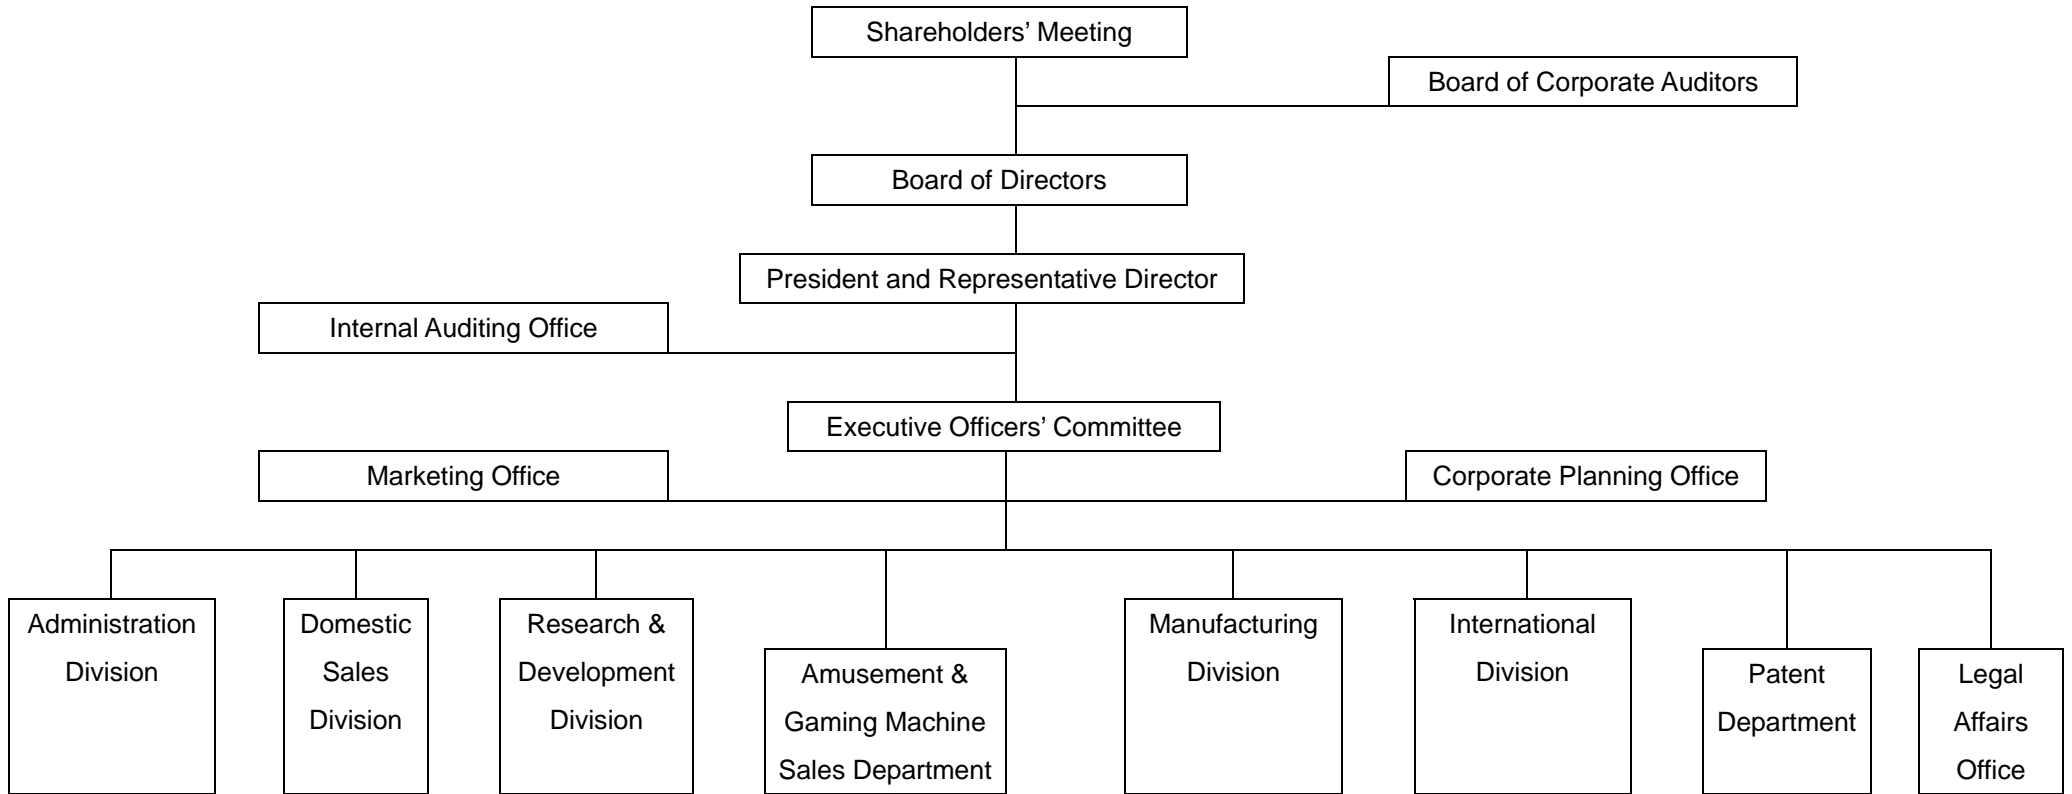 Shareholders’ Meeting
Board of Corporate Auditors
Board of Directors
President and Representative Director
Internal Auditing Office
Executive Officers’ Committee
Marketing Office
Corporate Planning Office
Administration
Division
Domestic
Sales
Division
Research &
Development
Division
Amusement &
Gaming Machine
Sales Department
Manufacturing
Division
International
Division
Patent
Department
Legal
Affairs
Office